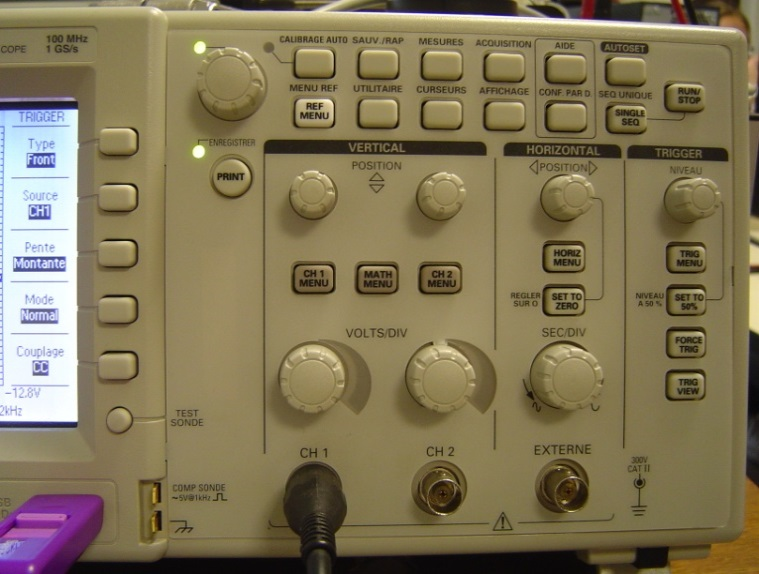 COPE
100 MHz
1 GS/s
CALIBRAGE AUTO SAUV./RAP MESURES ACQUISITION AIDE AUTOSET
MENU REF UTILITAIRE CURSEURS AFFICHAGE CONF. PAR D. SEQ UNIQUE
REF
MENU
SINGLE
SEQ
RUN/
STOP
ENREGISTRER
PRINT
TRIGGER
Type
Front
Source
CH1
Pente
Montante
Mode
Normal
Couplage
CC
-12.8V
2kHz
TEST
SONDE
VERTICAL
POSITION
CH 1
MENU
MATH
MENU
CH 2
MENU
VOLTS/DIV
CH 1
CH 2
HORIZONTAL
POSITION
HORIZ
MENU
REGLER
SUR O
SET TO
ZERO
SEC/DIV
EXTERNE
TRIGGER
NIVEAU
TRIG
MENU
NIVEAU
A 50 %
SET TO
50%
FORCE
TRIG
TRIG
VIEW
300V
CAT II
COMP SONDE
~5V@1kHz